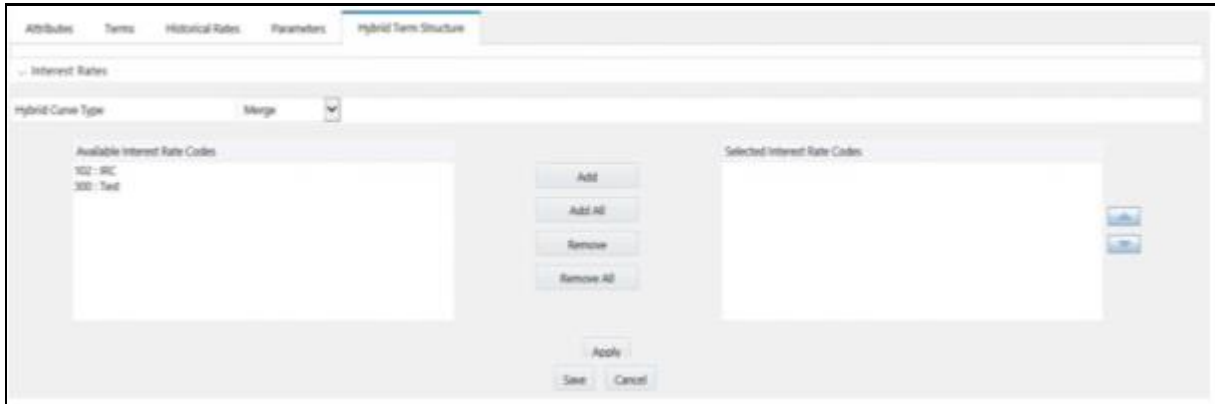 Attributes Terms Historical Rates Parameters Hybrid Term Structure
Interest Rates
Hybrid Curve Type Merge
Available Interest Rate Codes Selected Interest Rate Codes
102 : IRC
300 : Test
Add
Add All
Remove
Remove All
Apply
Save Cancel